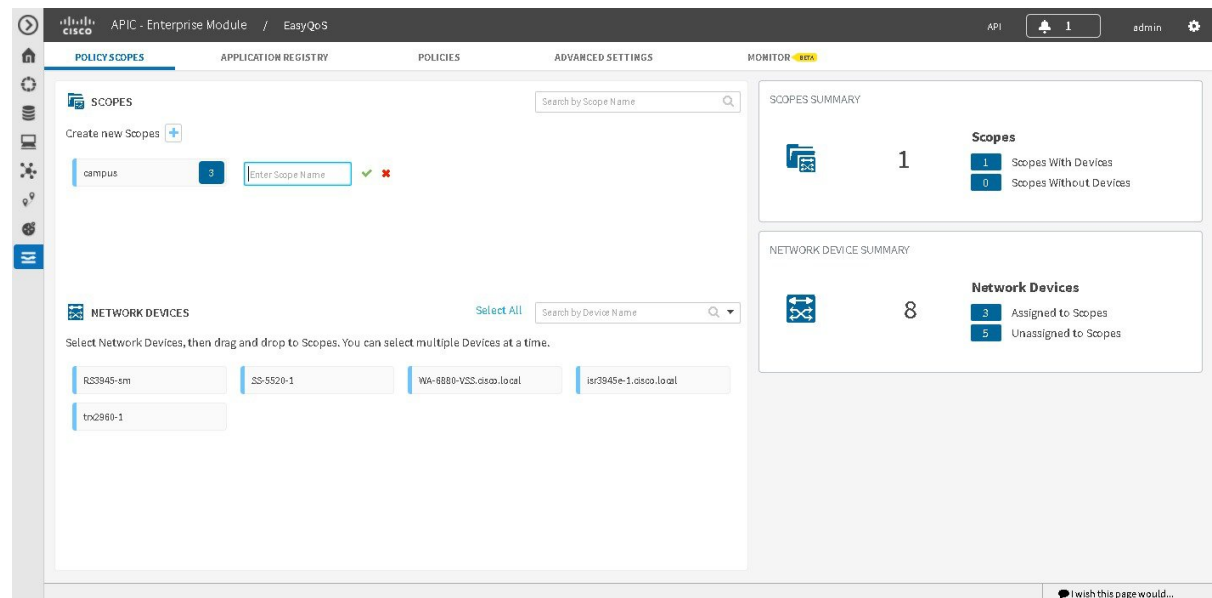 cisco APIC - Enterprise Module / EasyQoS API 1 admin
POLICY SCOPES APPLICATION REGISTRY POLICIES ADVANCED SETTINGS MONITOR BETA
SCOPES
Search by Scope Name
Create new Scopes
campus 3
Enter Scope Name
NETWORK DEVICES
Select All
Search by Device Name
Select Network Devices, then drag and drop to Scopes. You can select multiple Devices at a time.
RS3945-sm SS-5520-1 WA-6880-VSS.cisco.local isr3945e-1.cisco.local
trx2960-1
SCOPES SUMMARY
1
Scopes
1 Scopes With Devices
0 Scopes Without Devices
NETWORK DEVICE SUMMARY
8
Network Devices
3 Assigned to Scopes
5 Unassigned to Scopes
I wish this page would...